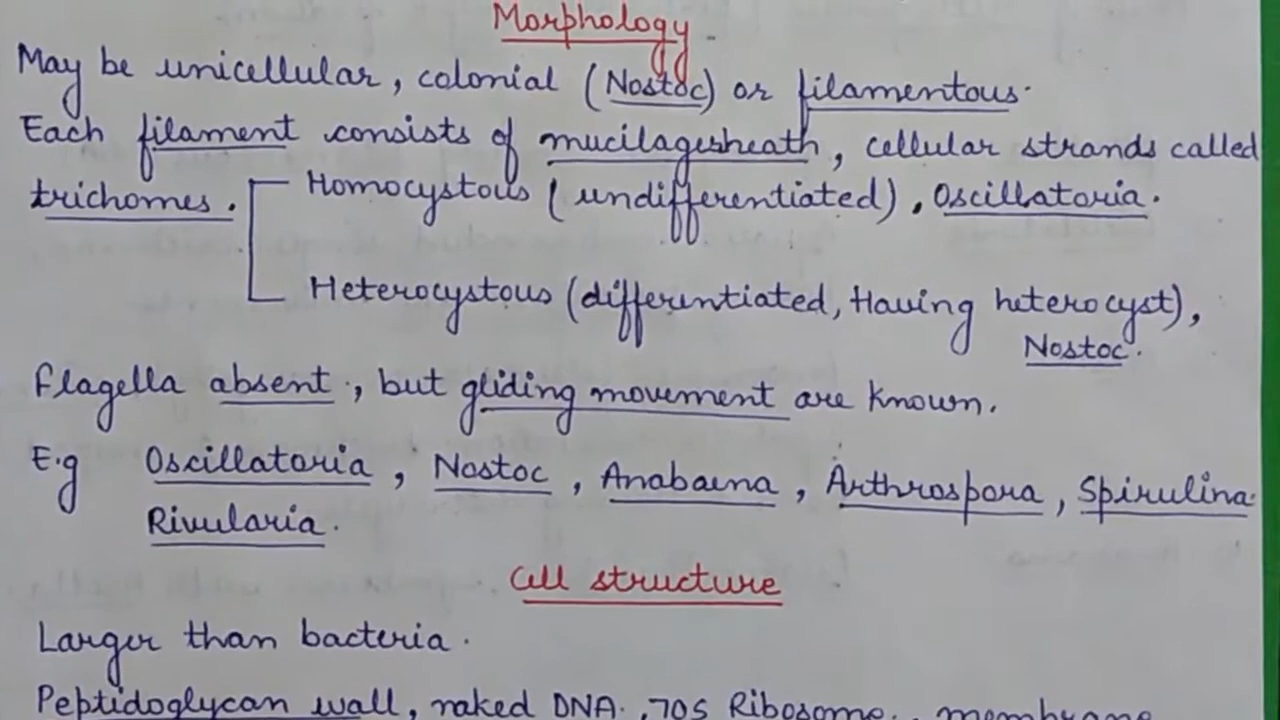 Morphology
May be unicellular, colonial (Nostoc) or filamentous.
Each filament consists of mucilagesheath, cellular strands called
trichomes. Homocystous (undifferentiated), Oscillatoria.
Heterocystous (differentiated, Having heterocyst),
Nostoc.
Flagella absent, but gliding movement are known.
E.g Oscillatoria, Nostoc, Anabaena, Arthrospora, Spirulina.
Rivularia.
Cell structure
Larger than bacteria.
Peptidoglycan wall, naked DNA, 70S Ribosome, membrane